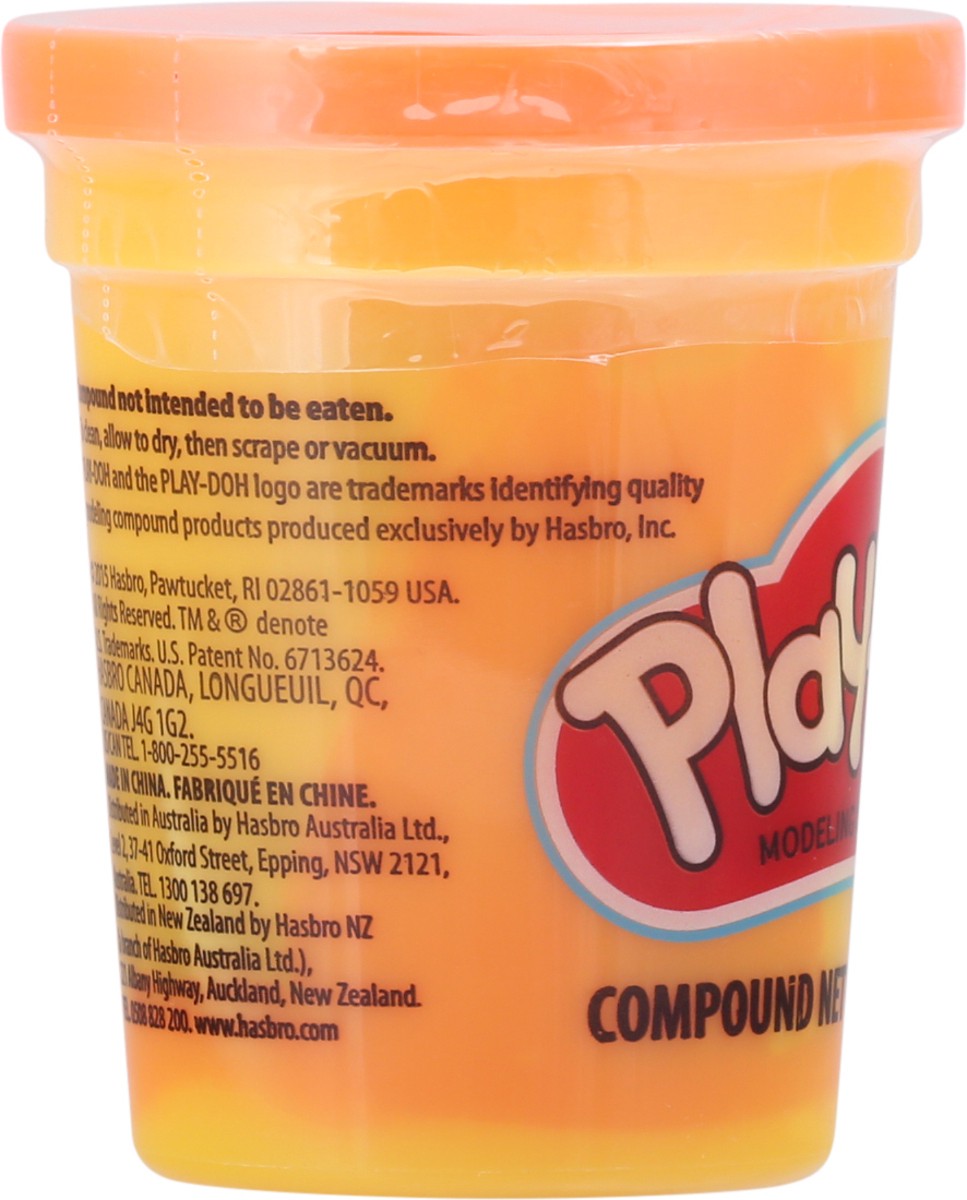 not intended to be eaten.
allow to dry, then scrape or vacuum.
and the PLAY-DOH logo are trademarks identifying quality
compound products produced exclusively by Hasbro, Inc.
2015 Hasbro, Pawtucket, RI 02861-1059 USA.
Rights Reserved. TM & ® denote
Trademarks. U.S. Patent No. 6713624.
CANADA, LONGUEUIL, QC,
J4G 1G2.
TEL. 1-800-255-5516
IN CHINA. FABRIQUÉ EN CHINE.
in Australia by Hasbro Australia Ltd.,
2, 37-41 Oxford Street, Epping, NSW 2121,
TEL. 1300 138 697.
in New Zealand by Hasbro NZ
of Hasbro Australia Ltd.),
Albany Highway, Auckland, New Zealand.
0508 828 200. www.hasbro.com
Play
COMPOUND NET